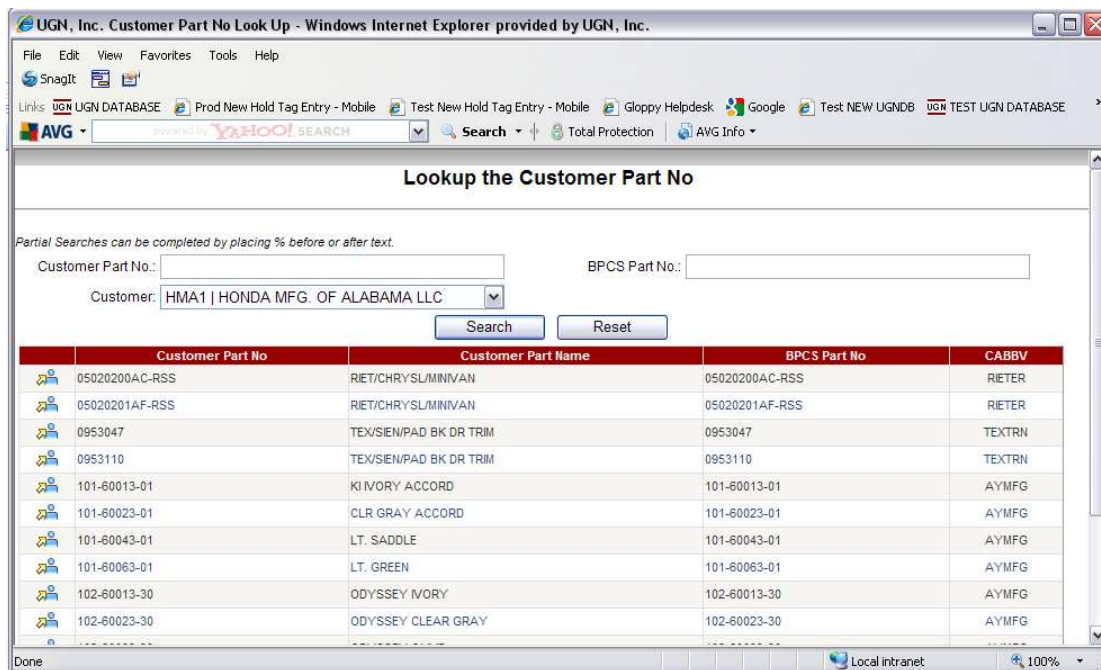 UGN, Inc. Customer Part No Look Up - Windows Internet Explorer provided by UGN, Inc.
File Edit View Favorites Tools Help
SnagIt
Links UGN UGN DATABASE Prod New Hold Tag Entry - Mobile Test New Hold Tag Entry - Mobile Gloppy Helpdesk Google Test NEW UGNDB UGN TEST UGN DATABASE
AVG powered by YAHOO! SEARCH Search Total Protection AVG Info
Lookup the Customer Part No
Partial Searches can be completed by placing % before or after text.
Customer Part No.: BPCS Part No.:
Customer: HMA1 | HONDA MFG. OF ALABAMA LLC
Search Reset
Customer Part No Customer Part Name BPCS Part No CABBV
05020200AC-RSS RIET/CHRYSL/MINIVAN 05020200AC-RSS RIETER
05020201AF-RSS RIET/CHRYSL/MINIVAN 05020201AF-RSS RIETER
0953047 TEX/SIEN/PAD BK DR TRIM 0953047 TEXTRN
0953110 TEX/SIEN/PAD BK DR TRIM 0953110 TEXTRN
101-60013-01 KI IVORY ACCORD 101-60013-01 AYMFG
101-60023-01 CLR GRAY ACCORD 101-60023-01 AYMFG
101-60043-01 LT. SADDLE 101-60043-01 AYMFG
101-60063-01 LT. GREEN 101-60063-01 AYMFG
102-60013-30 ODYSSEY IVORY 102-60013-30 AYMFG
102-60023-30 ODYSSEY CLEAR GRAY 102-60023-30 AYMFG
Done Local intranet 100%